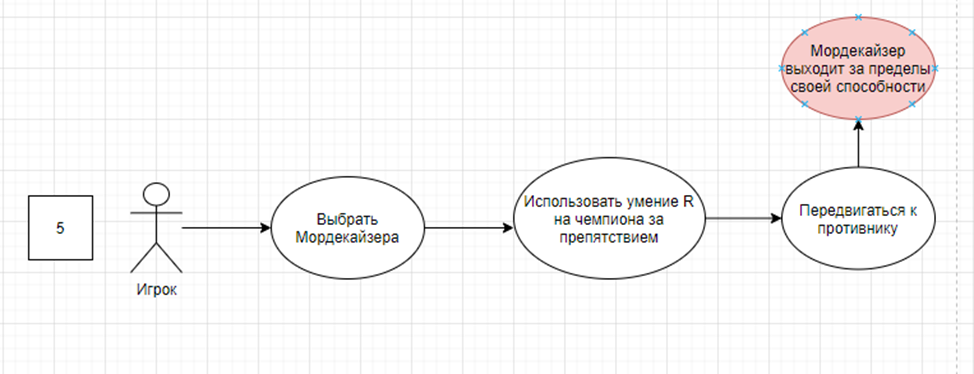 Мордекайзер
выходит за пределы
своей способности
5
Игрок
Выбрать
Мордекайзера
Использовать умение R
на чемпиона за
препятствием
Передвигаться к
противнику